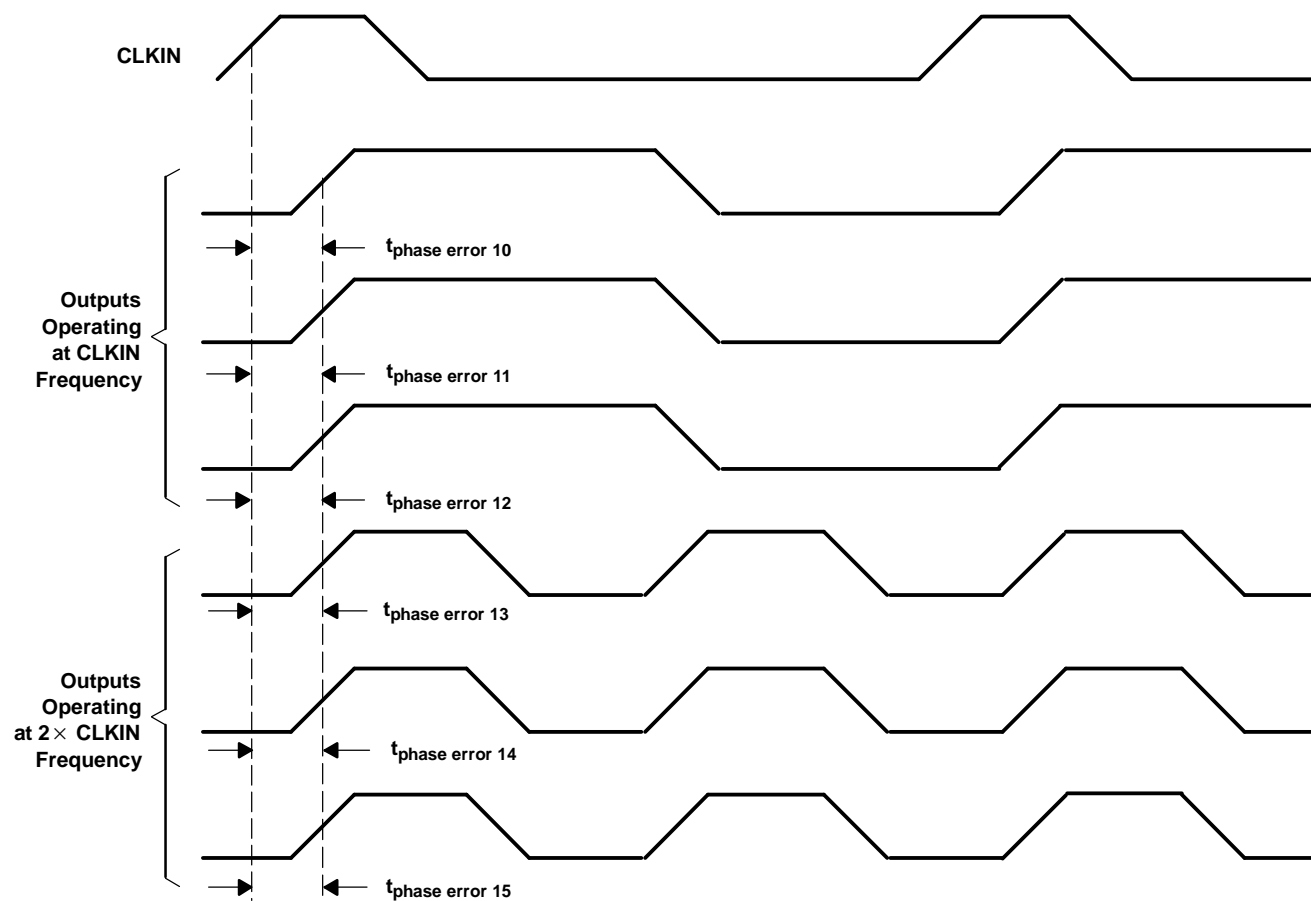 CLKIN
tphase error 10
Outputs
Operating
at CLKIN
Frequency
tphase error 11
tphase error 12
tphase error 13
Outputs
Operating
at 2× CLKIN
Frequency
tphase error 14
tphase error 15